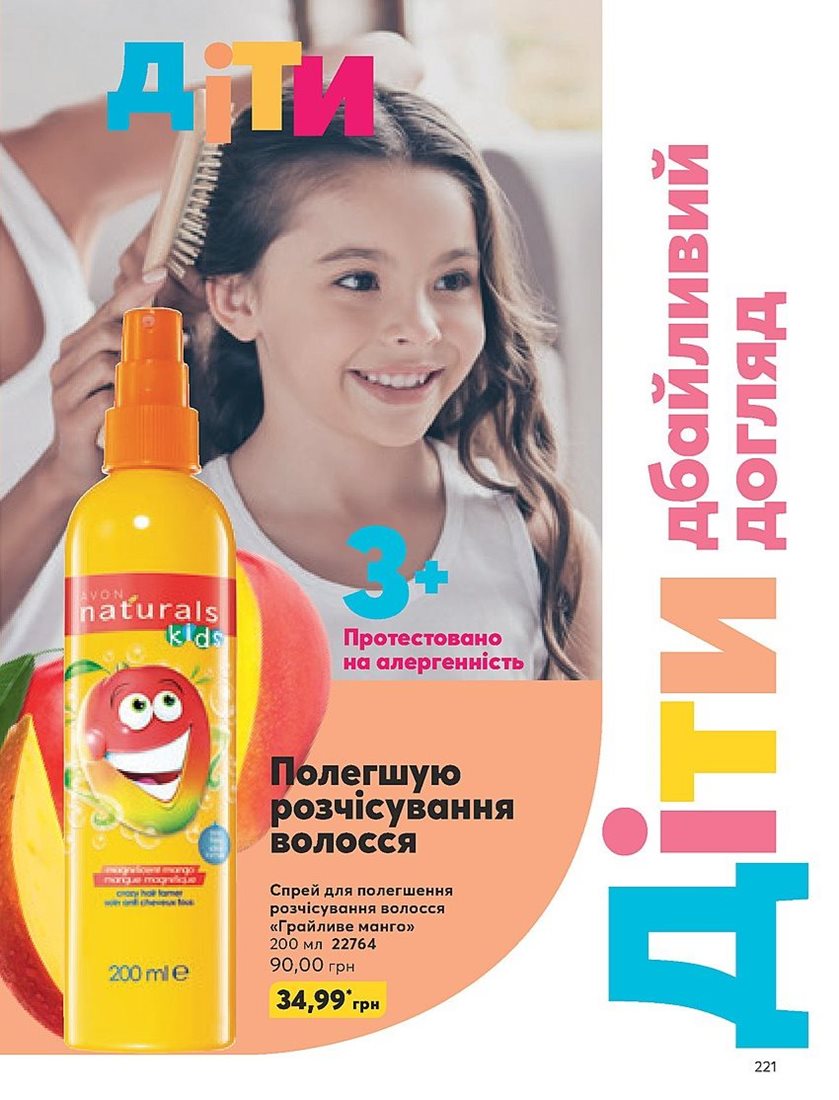 Діти
3+
Протестовано
на алергенність
AVON
naturals
kids
magnificent mango
mangue magnifique
crazy hair tamer
soin anti cheveux fous
200 ml e
Полегшую
розчісування
волосся
Спрей для полегшення
розчісування волосся
«Грайливе манго»
200 мл 22764
90,00 грн
34,99* грн
Діти дбайливий
догляд
221